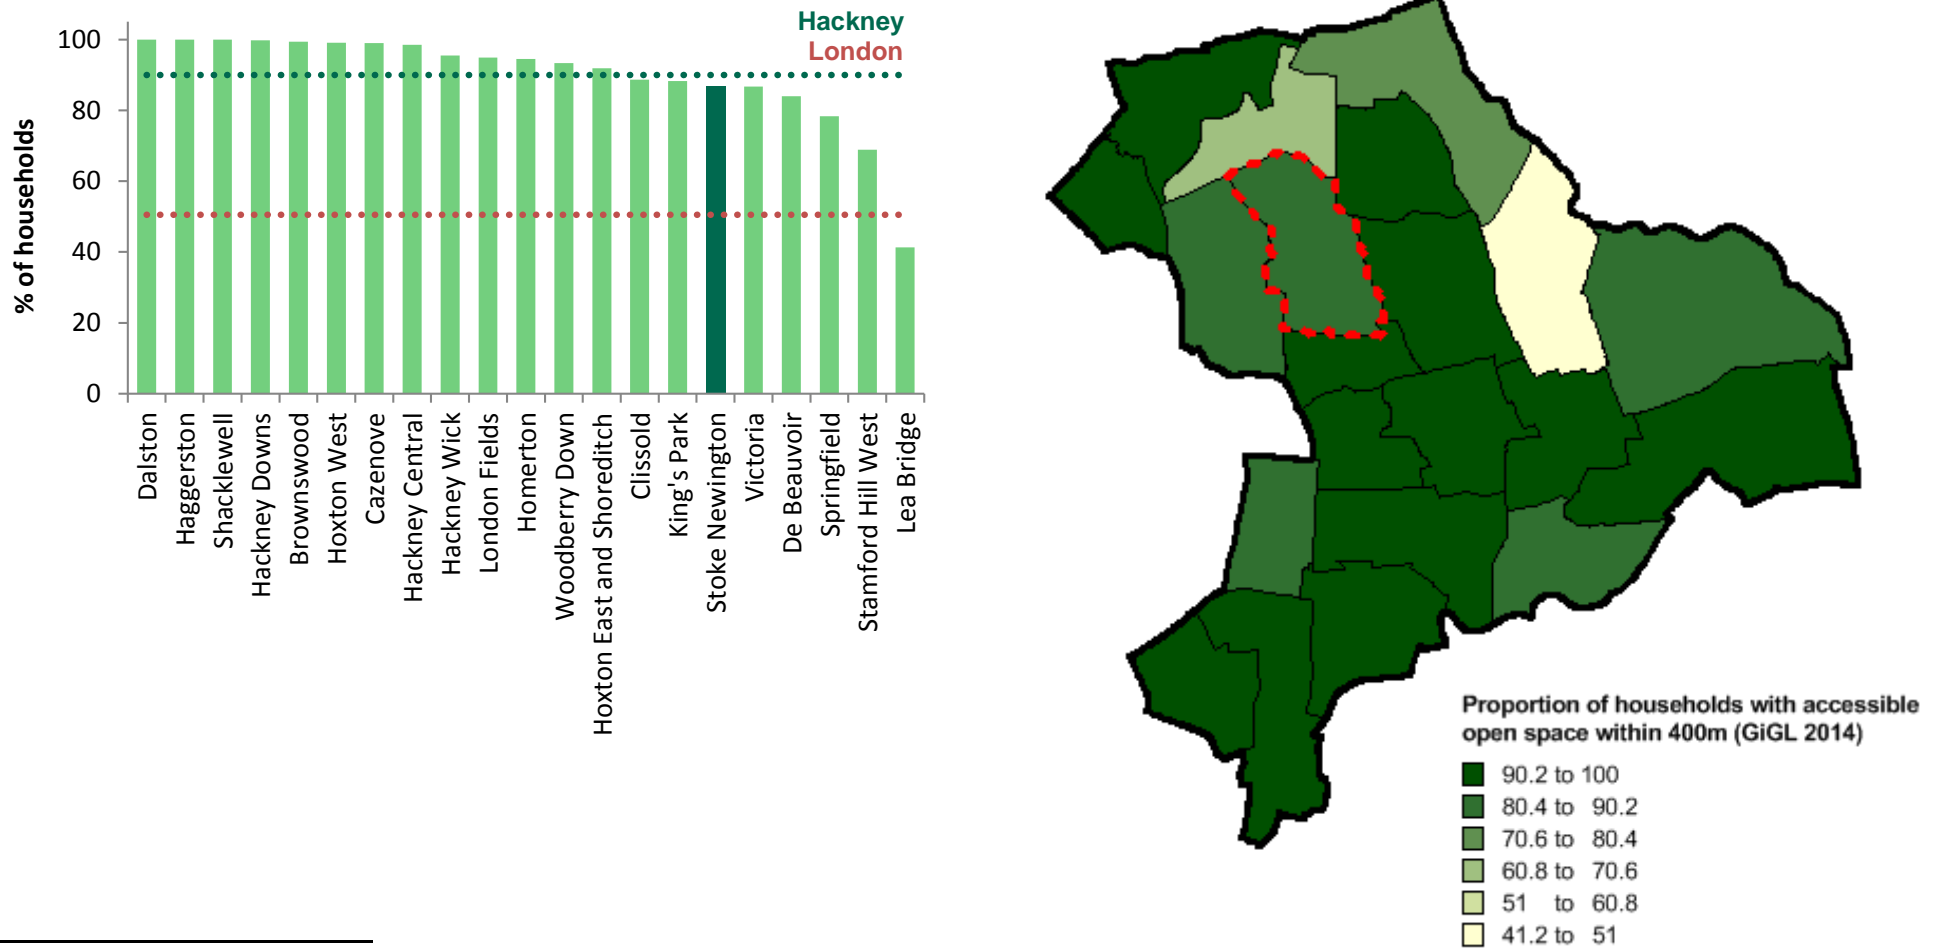 Hackney
London
% of households
100
80
60
40
20
0
Dalston
Haggerston
Shacklewell
Hackney Downs
Brownswood
Hoxton West
Cazenove
Hackney Central
Hackney Wick
London Fields
Homerton
Woodberry Down
Hoxton East and Shoreditch
Clissold
King's Park
Stoke Newington
Victoria
De Beauvoir
Springfield
Stamford Hill West
Lea Bridge
Proportion of households with accessible
open space within 400m (GiGL 2014)
90.2 to 100
80.4 to 90.2
70.6 to 80.4
60.8 to 70.6
51 to 60.8
41.2 to 51